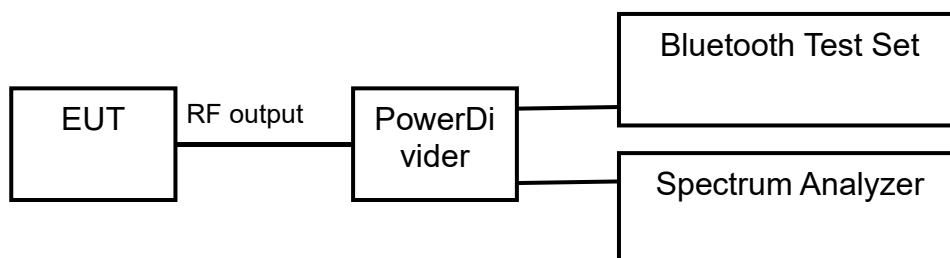 Bluetooth Test Set
EUT
RF output
PowerDi
vider
Spectrum Analyzer